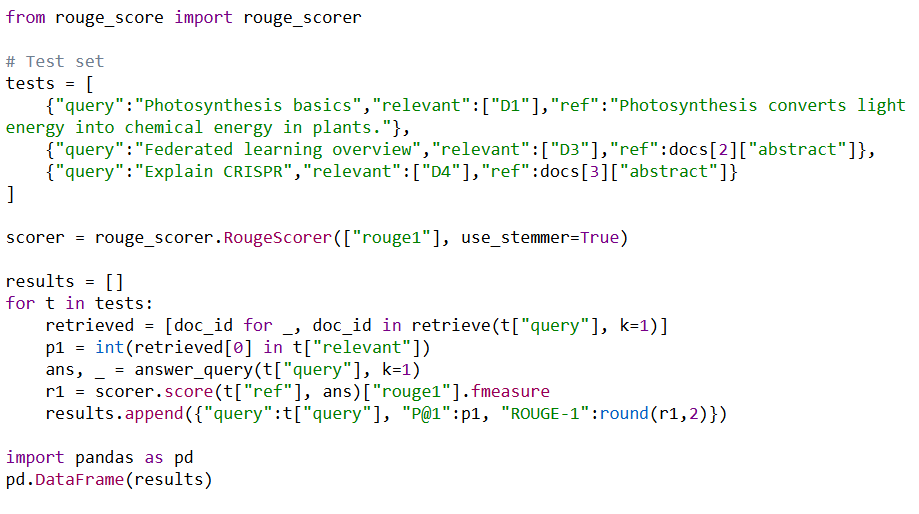 from rouge_score import rouge_scorer

# Test set
tests = [
    {"query":"Photosynthesis basics","relevant":["D1"],"ref":"Photosynthesis converts light
energy into chemical energy in plants."},
    {"query":"Federated learning overview","relevant":["D3"],"ref":docs[2]["abstract"]},
    {"query":"Explain CRISPR","relevant":["D4"],"ref":docs[3]["abstract"]}
]

scorer = rouge_scorer.RougeScorer(["rouge1"], use_stemmer=True)

results = []
for t in tests:
    retrieved = [doc_id for _, doc_id in retrieve(t["query"], k=1)]
    p1 = int(retrieved[0] in t["relevant"])
    ans, _ = answer_query(t["query"], k=1)
    r1 = scorer.score(t["ref"], ans)["rouge1"].fmeasure
    results.append({"query":t["query"], "P@1":p1, "ROUGE-1":round(r1,2)})

import pandas as pd
pd.DataFrame(results)